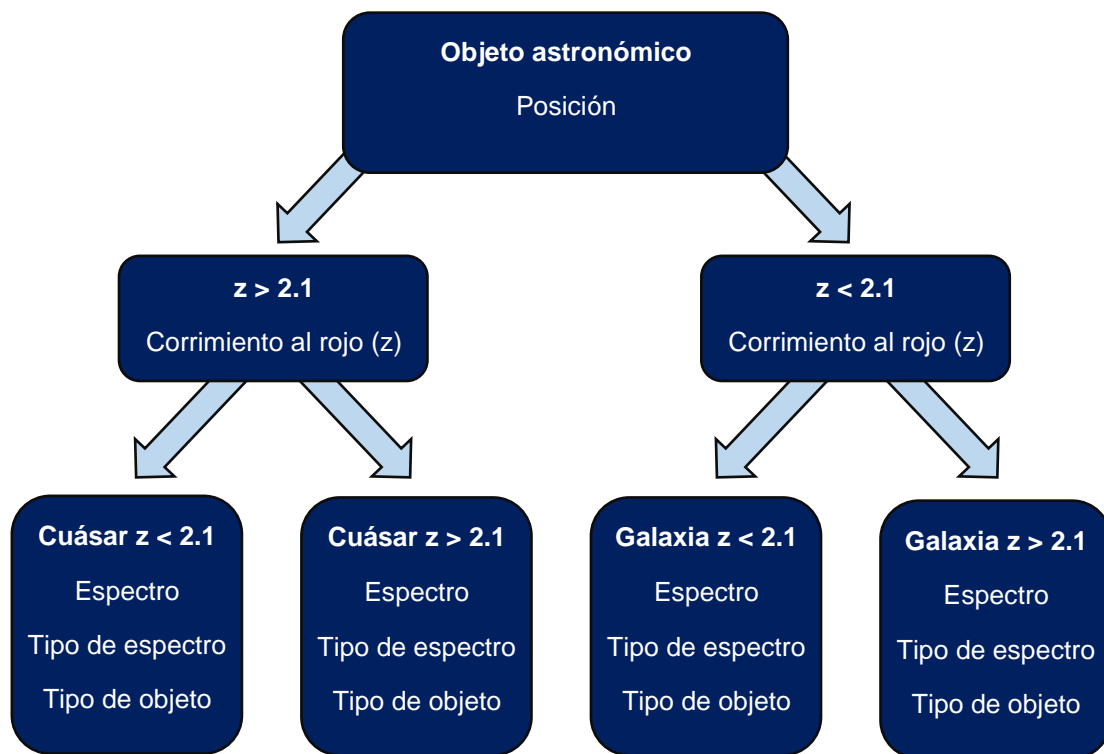 Objeto astronómico
Posición
z > 2.1
Corrimiento al rojo (z)
z < 2.1
Corrimiento al rojo (z)
Cuásar z < 2.1
Espectro
Tipo de espectro
Tipo de objeto
Cuásar z > 2.1
Espectro
Tipo de espectro
Tipo de objeto
Galaxia z < 2.1
Espectro
Tipo de espectro
Tipo de objeto
Galaxia z > 2.1
Espectro
Tipo de espectro
Tipo de objeto